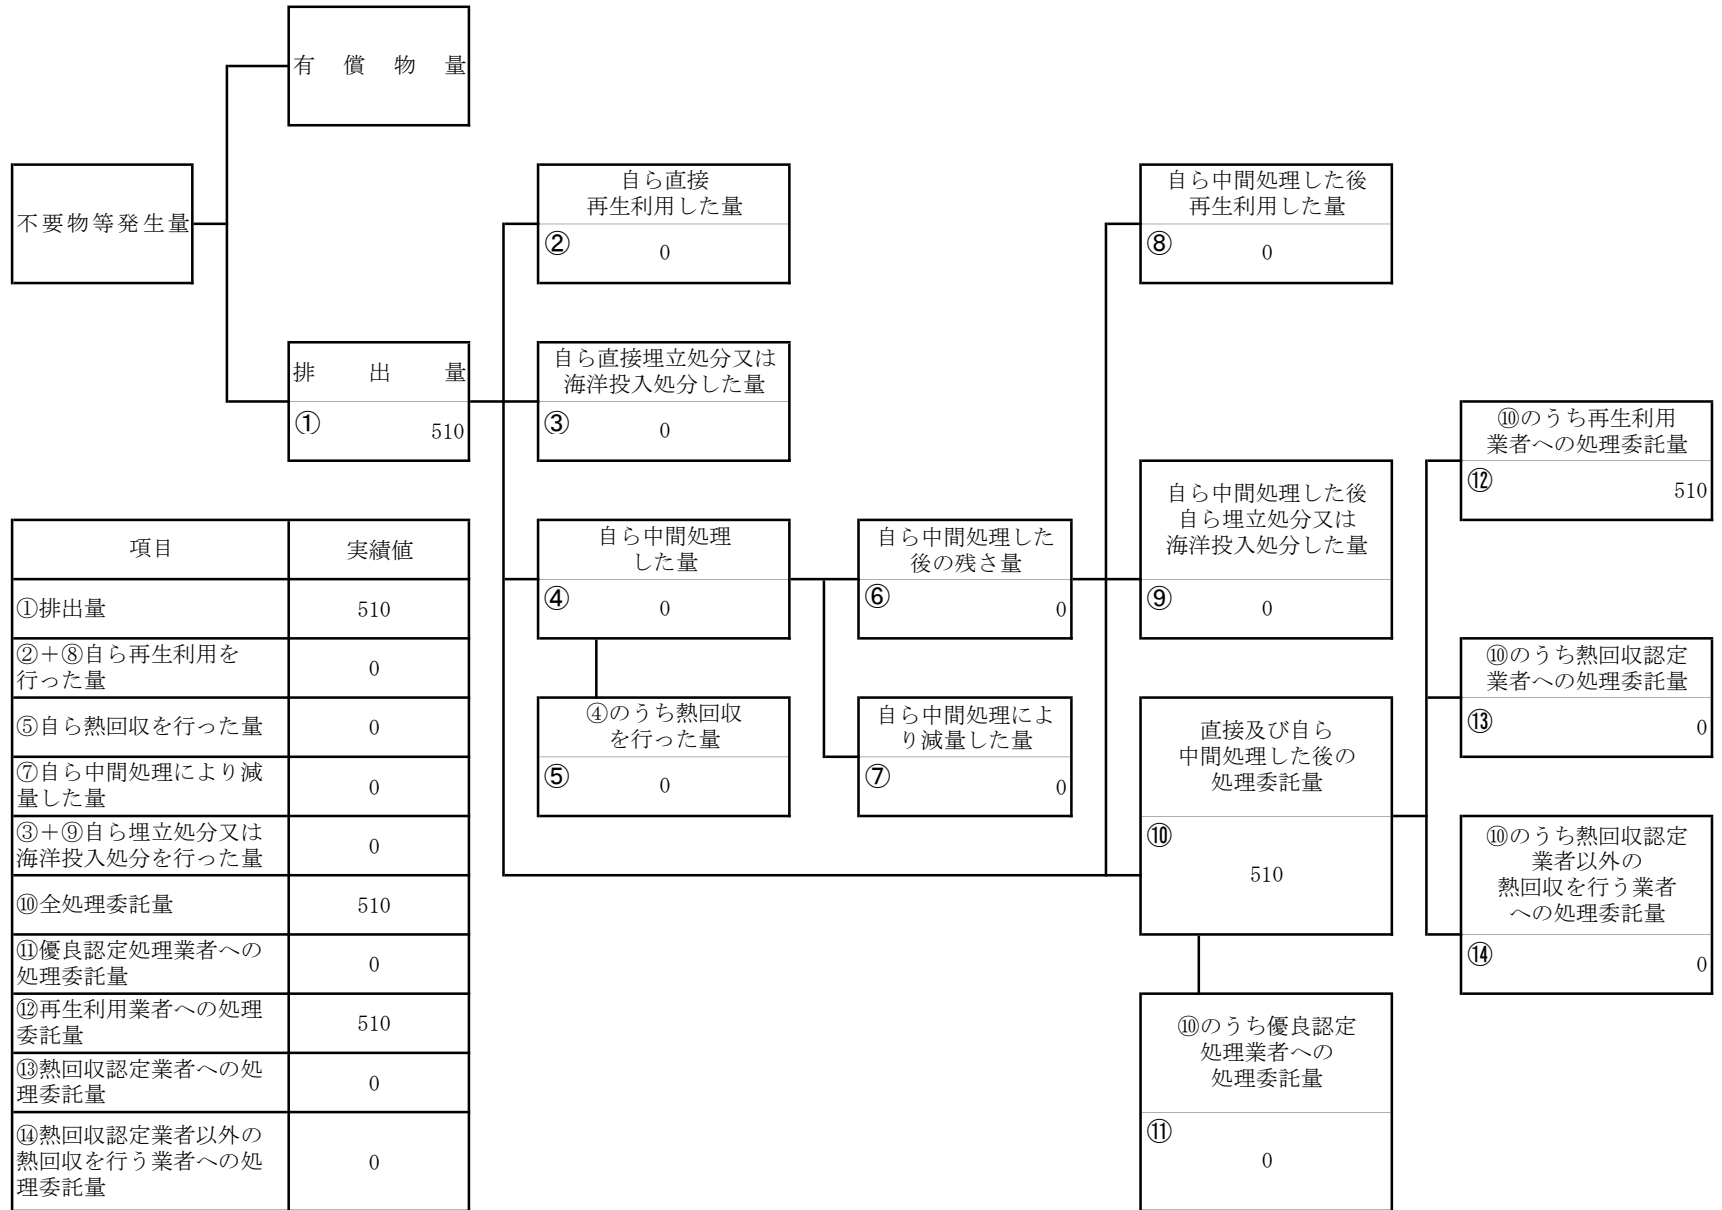 有償物量
不要物等発生量
排出量
①
510
自ら直接
再生利用した量
②
0
自ら直接埋立処分又は
海洋投入処分した量
③
0
自ら中間処理
した量
④
0
④のうち熱回収
を行った量
⑤
0
自ら中間処理した
後の残さ量
⑥
0
自ら中間処理によ
り減量した量
⑦
0
自ら中間処理した後
再生利用した量
⑧
0
自ら中間処理した後
自ら埋立処分又は
海洋投入処分した量
⑨
0
直接及び自ら
中間処理した後の
処理委託量
⑩
510
⑩のうち優良認定
処理業者への
処理委託量
⑪
0
⑩のうち再生利用
業者への処理委託量
⑫
510
⑩のうち熱回収認定
業者への処理委託量
⑬
0
⑩のうち熱回収認定
業者以外の
熱回収を行う業者
への処理委託量
⑭
0
項目 実績値
①排出量 510
②＋⑧自ら再生利用を
行った量 0
⑤自ら熱回収を行った量 0
⑦自ら中間処理により減
量した量 0
③＋⑨自ら埋立処分又は
海洋投入処分を行った量 0
⑩全処理委託量 510
⑪優良認定処理業者への
処理委託量 0
⑫再生利用業者への処理
委託量 510
⑬熱回収認定業者への処
理委託量 0
⑭熱回収認定業者以外の
熱回収を行う業者への処
理委託量 0